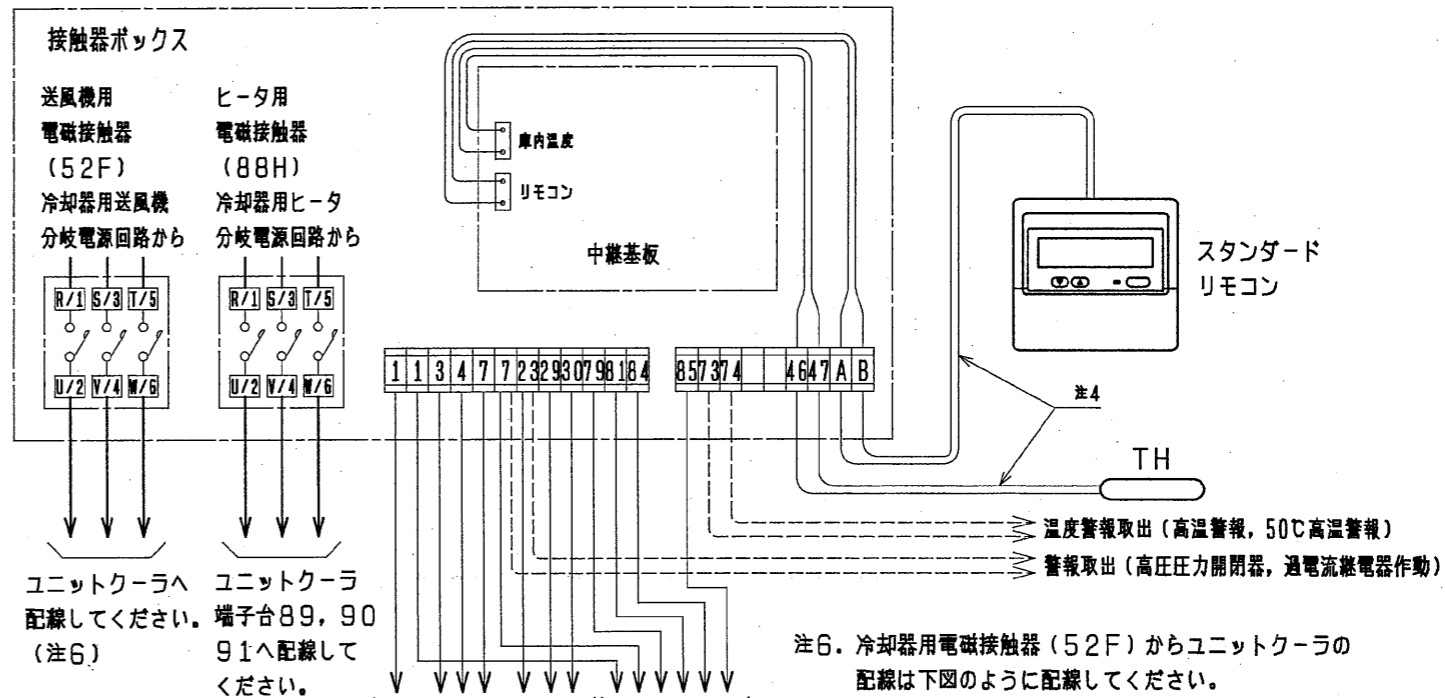 接触器ボックス
送風機用
電磁接触器
(52F)
冷却器用送風機
分岐電源回路から
ヒータ用
電磁接触器
(88H)
冷却器用ヒータ
分岐電源回路から
庫内温度
リモコン
中継基板
スタンダード
リモコン
R/1 S/3 T/5
U/2 V/4 W/6
R/1 S/3 T/5
U/2 V/4 W/6
1 1 3 4 7 7 23 29 30 79 81 84
85 73 74 46 47 A B
注4
TH
温度警報取出(高温警報,50℃高温警報)
警報取出(高圧圧力開閉器,過電流継電器作動)
ユニットクーラへ
配線してください。
(注6)
ユニットクーラ
端子台89,90
91へ配線して
ください。
注6.冷却器用電磁接触器(52F)からユニットクーラの
配線は下図のように配線してください。